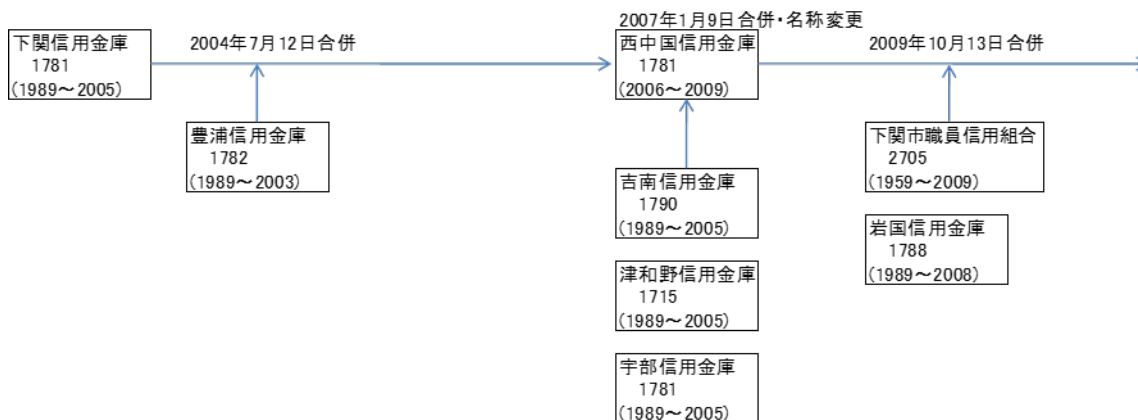 2007年1月9日合併・名称変更
下関信用金庫
1781
(1989～2005)
2004年7月12日合併
西中国信用金庫
1781
(2006～2009)
2009年10月13日合併
豊浦信用金庫
1782
(1989～2003)
下関市職員信用組合
2705
(1959～2009)
吉南信用金庫
1790
(1989～2005)
岩国信用金庫
1788
(1989～2008)
津和野信用金庫
1715
(1989～2005)
宇部信用金庫
1781
(1989～2005)